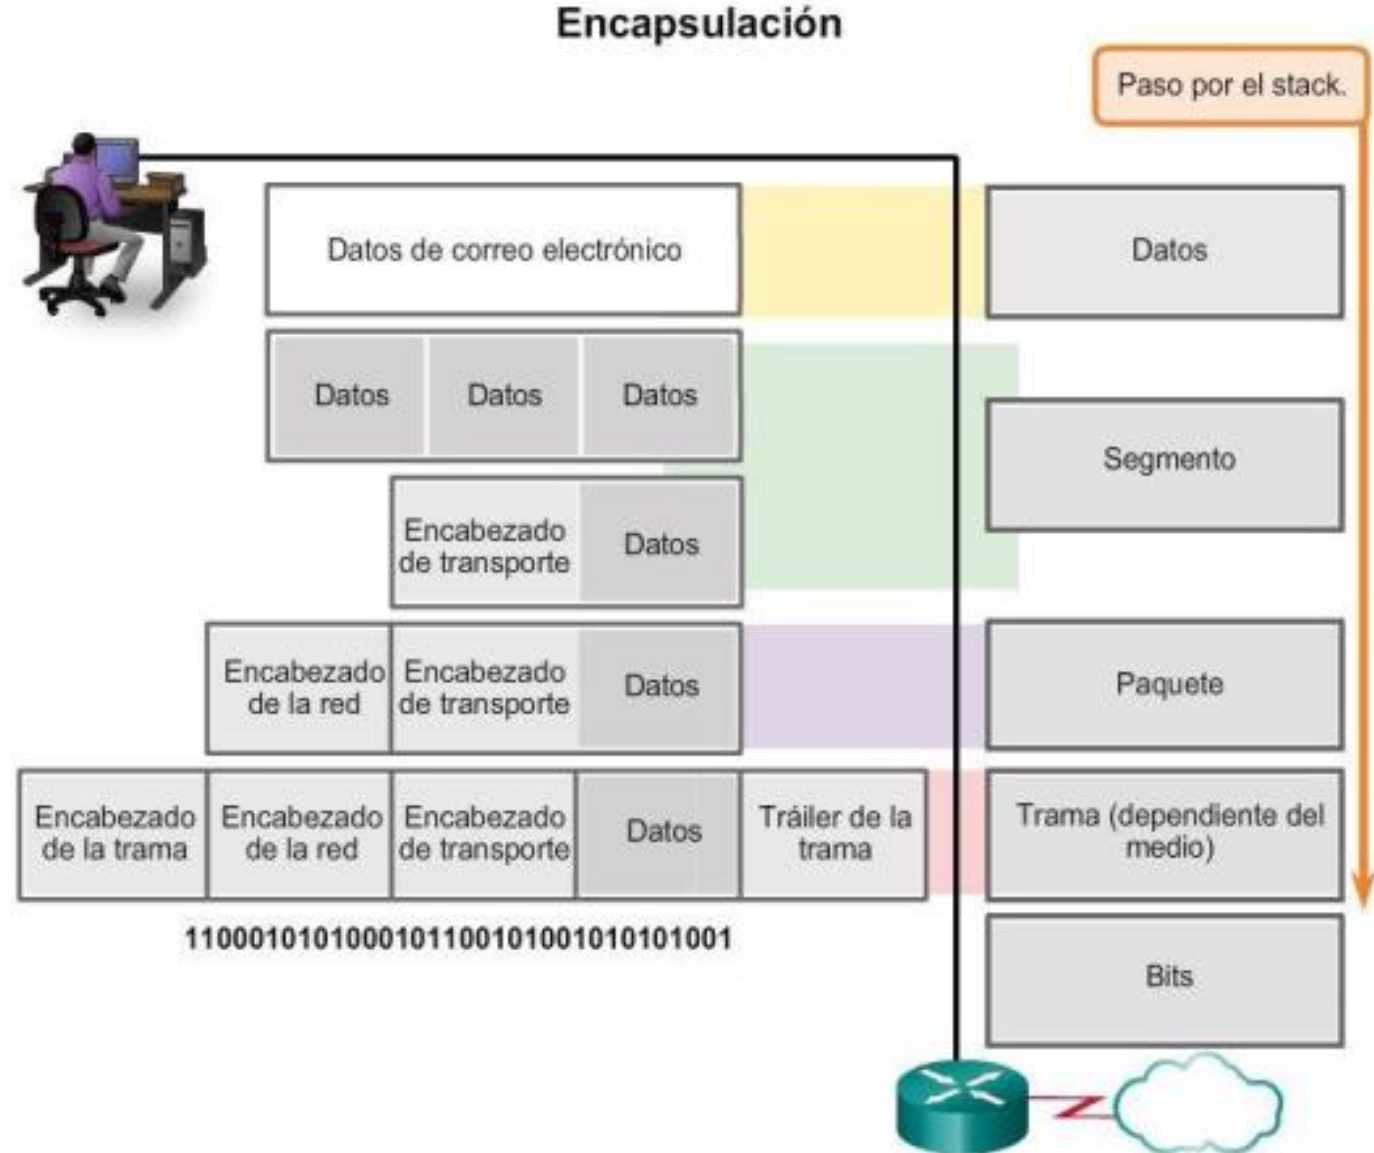 Encapsulación
Paso por el stack.
Datos de correo electrónico
Datos
Datos
Datos
Datos
Segmento
Encabezado
de transporte
Datos
Encabezado
de la red
Encabezado
de transporte
Datos
Paquete
Encabezado
de la trama
Encabezado
de la red
Encabezado
de transporte
Datos
Tráiler de la
trama
Trama (dependiente del
medio)
1100010101000101100101001010101001
Bits